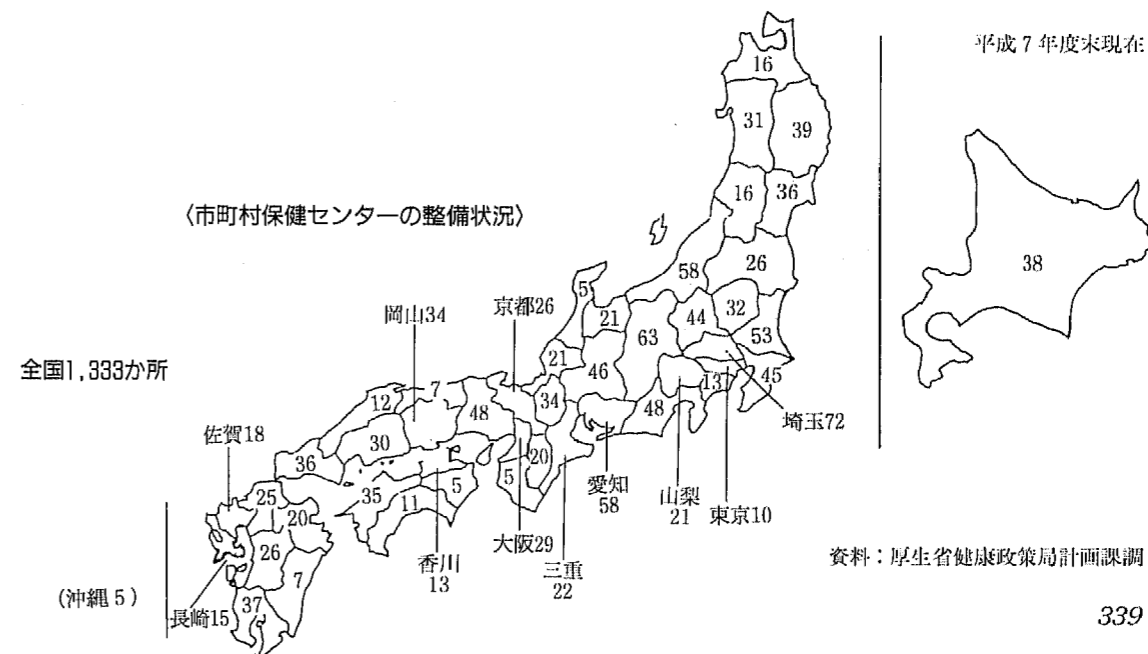 平成７年度末現在
16
31
39
〈市町村保健センターの整備状況〉
16
36
58
26
5
岡山34
京都26
21
44
32
38
63
53
全国1,333か所
21
46
7
34
13
45
12
48
48
佐賀18
埼玉72
30
36
20
5
愛知
58
山梨
21
東京10
25
35
5
20
11
大阪29
26
香川
13
三重
22
資料：厚生省健康政策局計画課調
7
(沖縄５)
長崎15
37
339